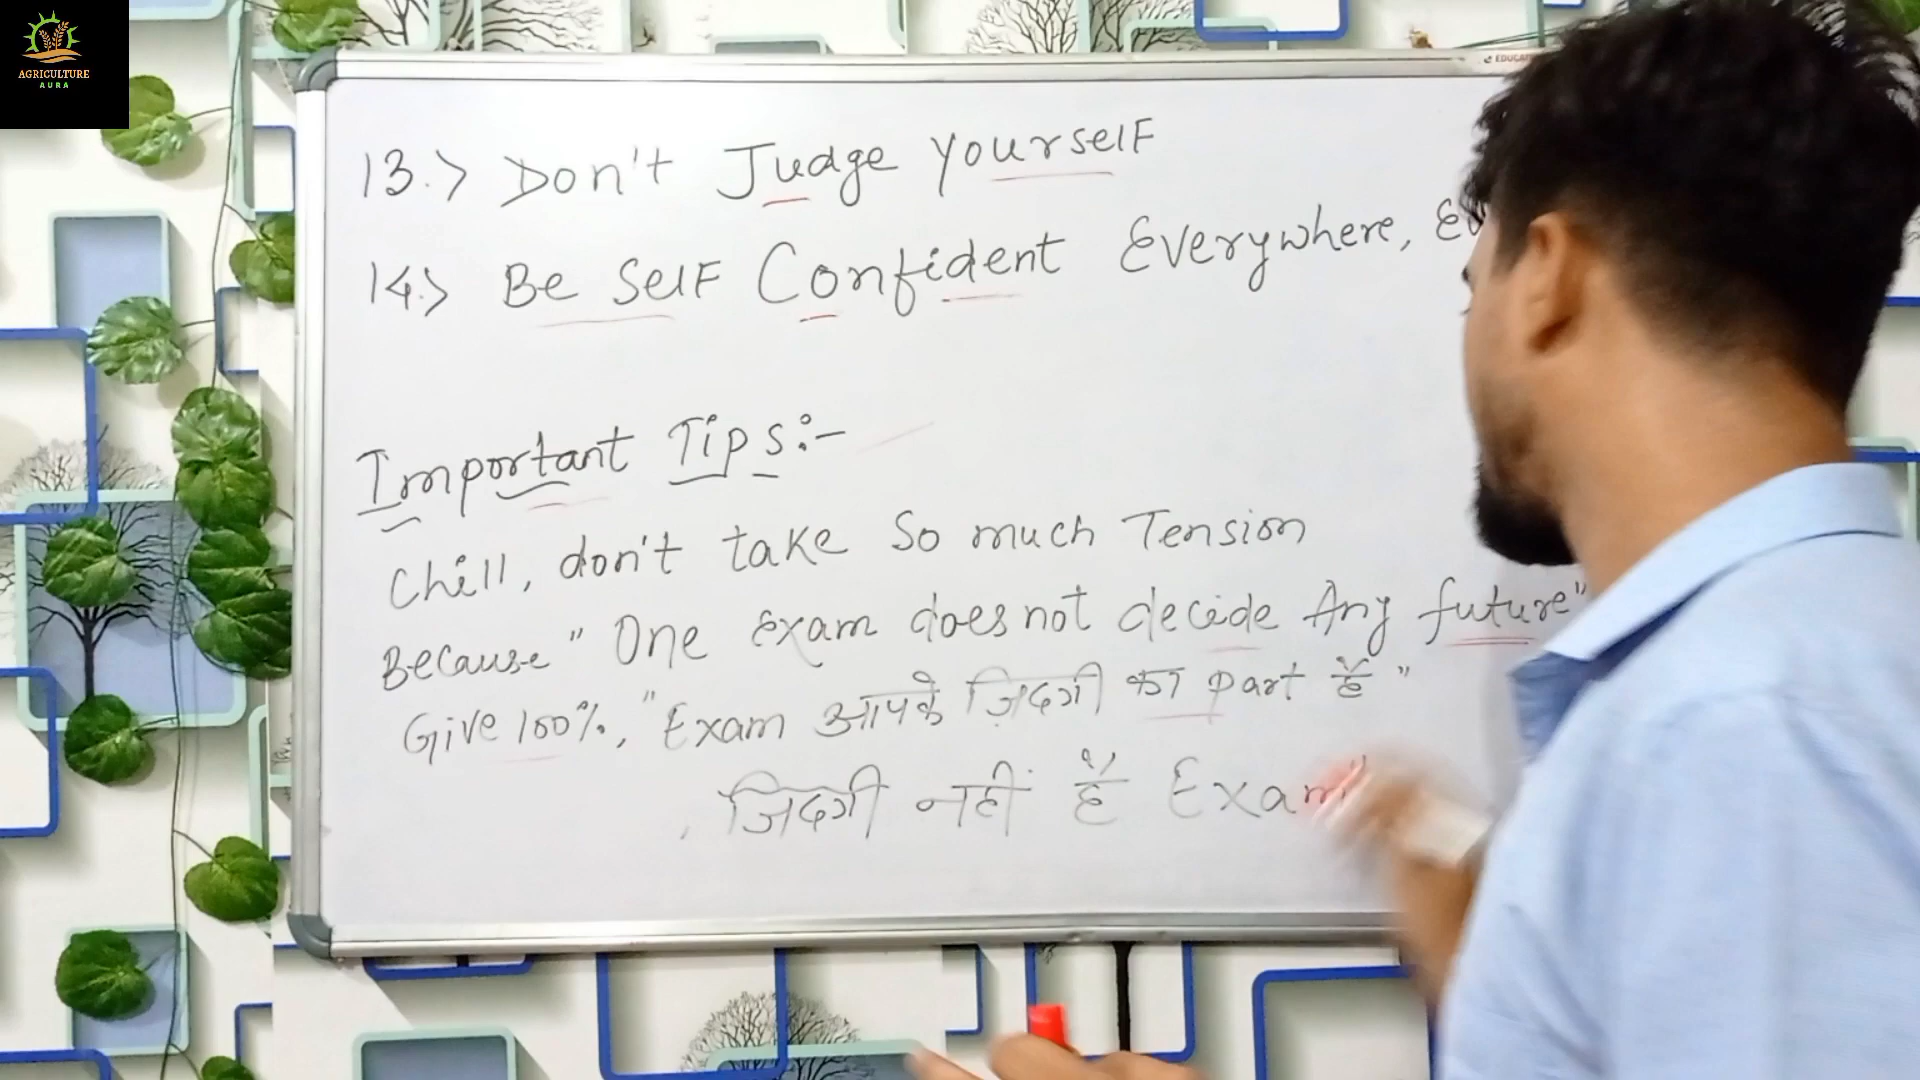 AGRICULTURE
AURA
13.> Don't Judge Yourself
14.> Be Self Confident Everywhere,
Important Tips:-
Chill, don't take So much Tension
Because " One Exam does not decide Any future"
Give 100%, "Exam आपके ज़िदगी का Part है "
, जिदगी नही है Exam"